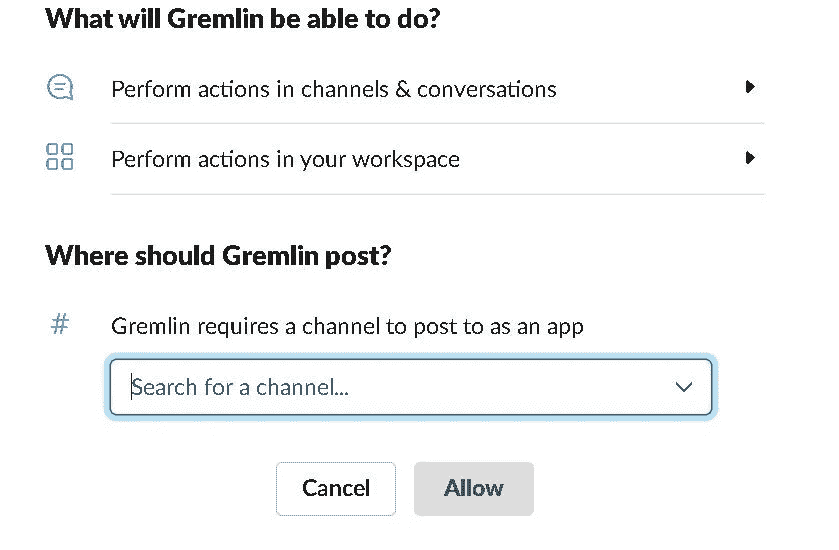 What will Gremlin be able to do?
Perform actions in channels & conversations
Perform actions in your workspace
Where should Gremlin post?
# Gremlin requires a channel to post to as an app
Search for a channel...
Cancel Allow